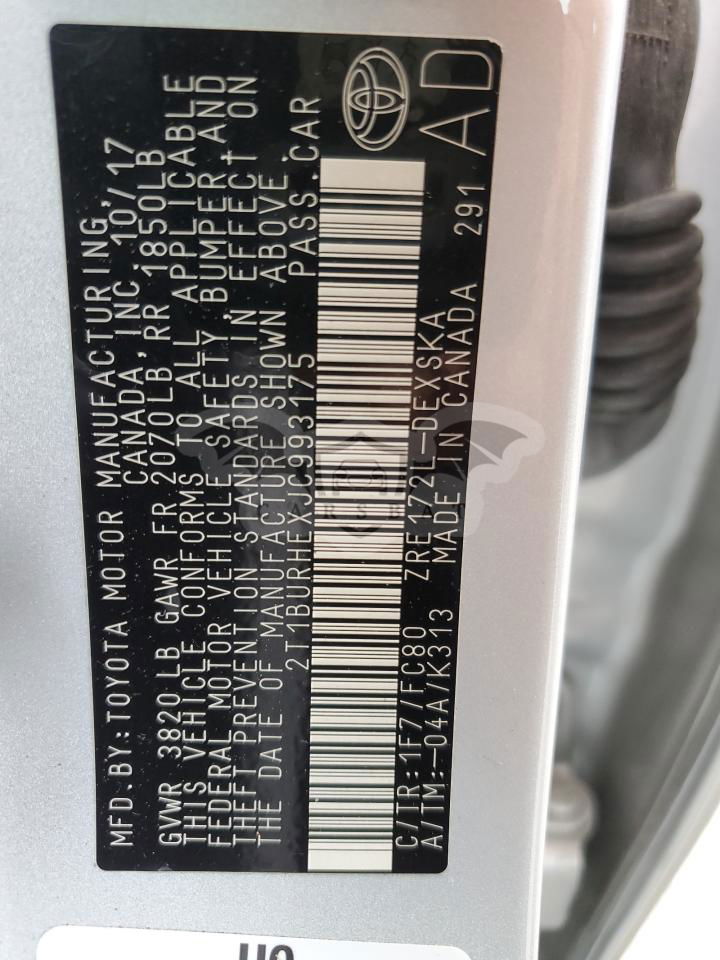 MFD.BY:TOYOTA MOTOR MANUFACTURING,
CANADA, INC. 10/17
GVWR 3820 LB GAWR FR 2070LB, RR 1850LB
THIS VEHICLE CONFORMS TO ALL APPLICABLE
FEDERAL MOTOR VEHICLE SAFETY, BUMPER AND
THEFT PREVENTION STANDARDS IN EFFECT ON
THE DATE OF MANUFACTURE SHOWN ABOVE.
2T1BURHEXJC993175 PASS.CAR
C/TR:1F7/FC80 ZRE172L-DEXSKA
A/TM:-04A/K313 MADE IN CANADA 291 AD
CARSBAT